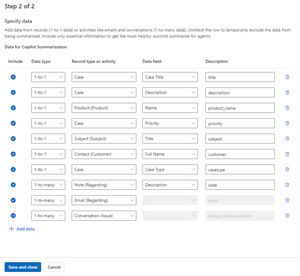 Step 2 of 2
Specify data
Add data from records (1-to-1 data) or activities like emails and conversations (1-to-many data). Uncheck the row to temporarily exclude the data from
being summarized. Include only essential information to get the most helpful, succinct summaries for agents.
Data for Copilot Summarization
Include Data type Record type or activity Data field Description
1-to-1 Case Case Title title
1-to-1 Case Description description
1-to-1 Product (Product) Name product_name
1-to-1 Case Priority priority
1-to-1 Subject (Subject) Title subject
1-to-1 Contact (Customer) Full Name customer
1-to-1 Case Case Type casetype
1-to-many Note (Regarding) Description note
1-to-many Email (Regarding) email
1-to-many Conversation (Issue)
+ Add data
Save and close Cancel